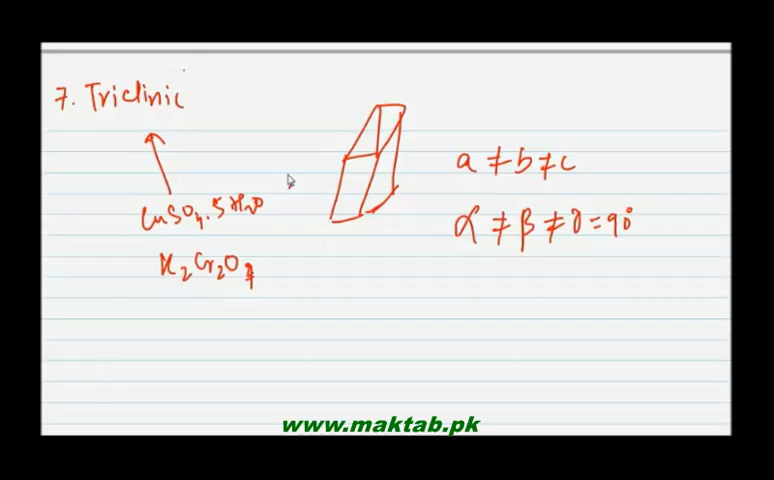 7. Triclinic
a ≠ b ≠ c
CuSO4.5H2O
α ≠ β ≠ γ = 90°
K2Cr2O7
www.maktab.pk